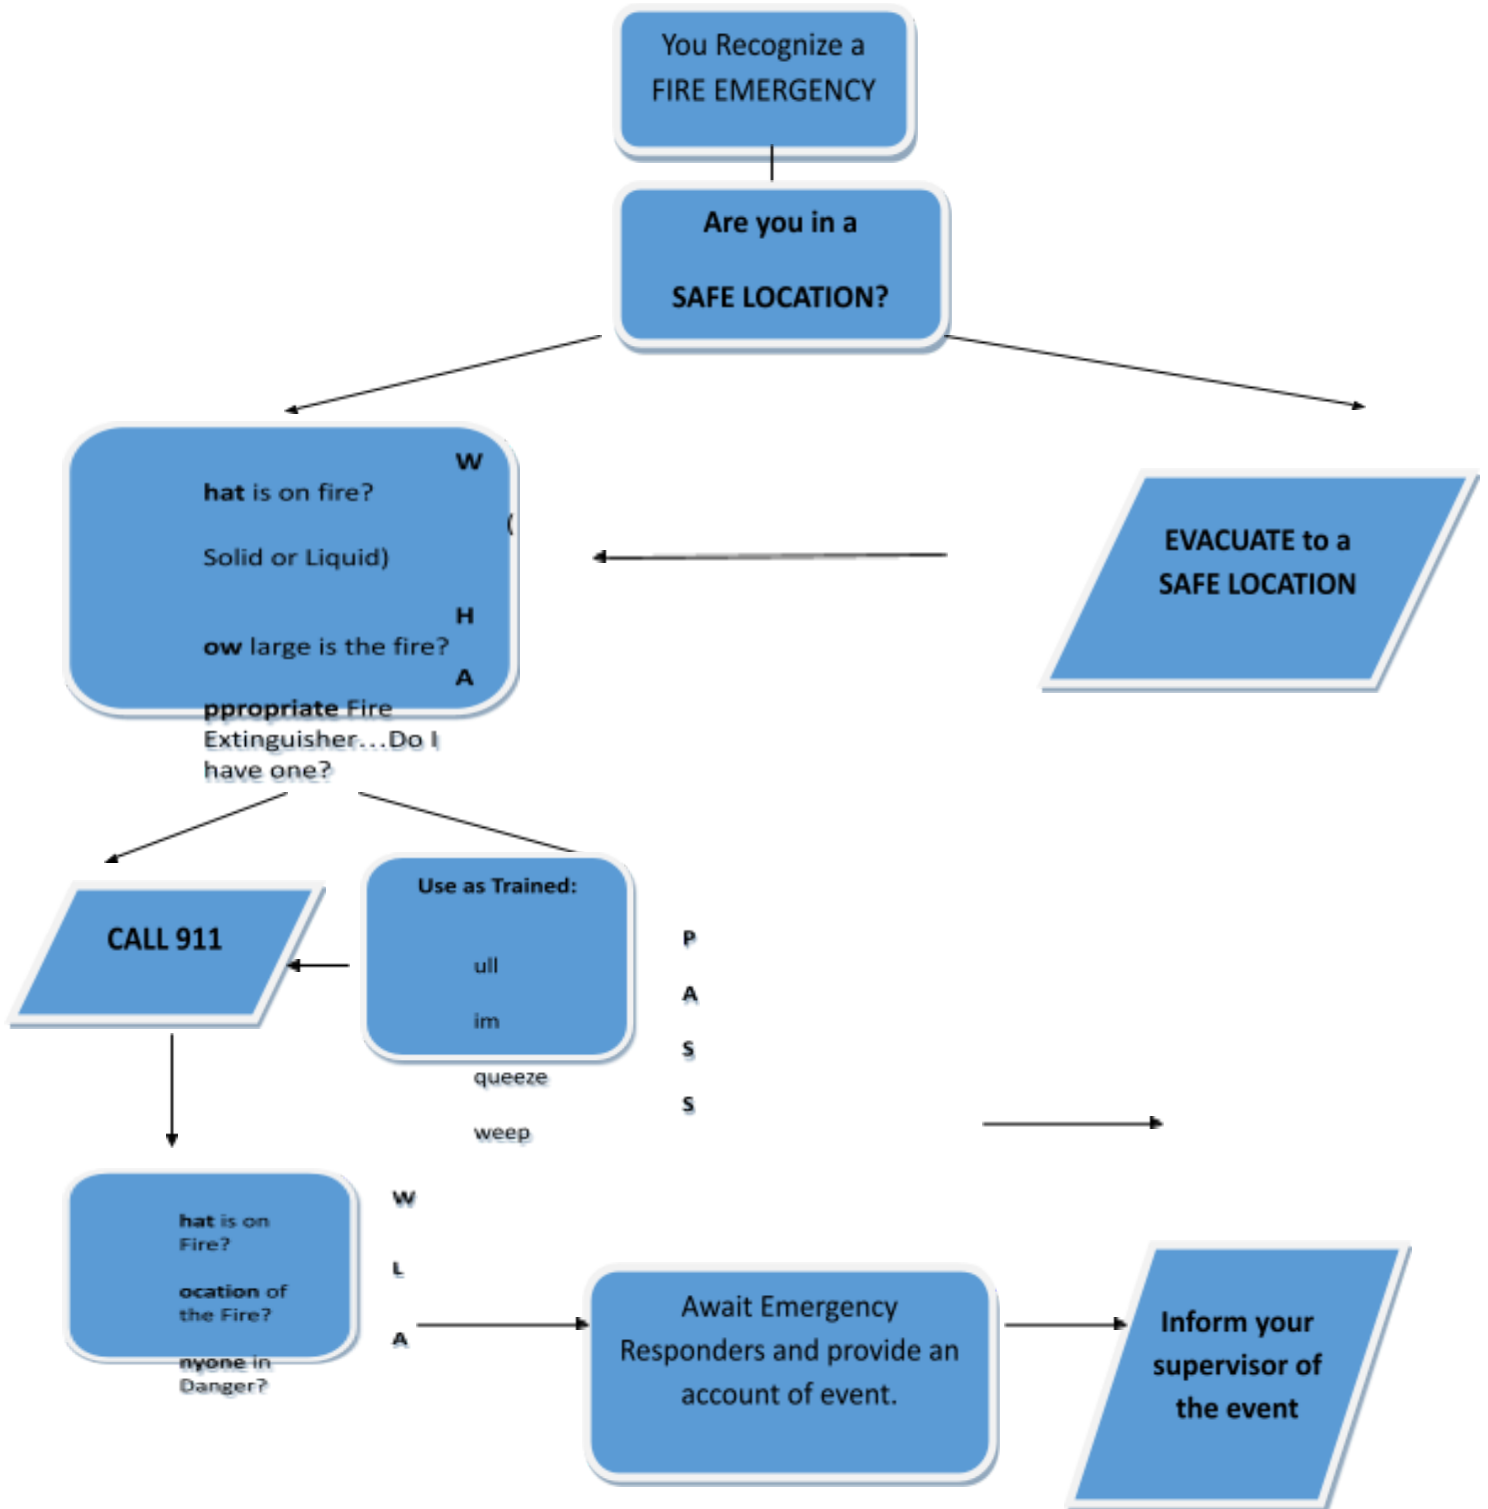 You Recognize a
FIRE EMERGENCY
Are you in a
SAFE LOCATION?
W
hat is on fire?
(
Solid or Liquid)
H
ow large is the fire?
A
ppropriate Fire
Extinguisher...Do I
have one?
EVACUATE to a
SAFE LOCATION
CALL 911
Use as Trained:
P
ull
A
im
S
queeze
S
weep
W
hat is on
Fire?
L
ocation of
the Fire?
A
nyone in
Danger?
Await Emergency
Responders and provide an
account of event.
Inform your
supervisor of
the event